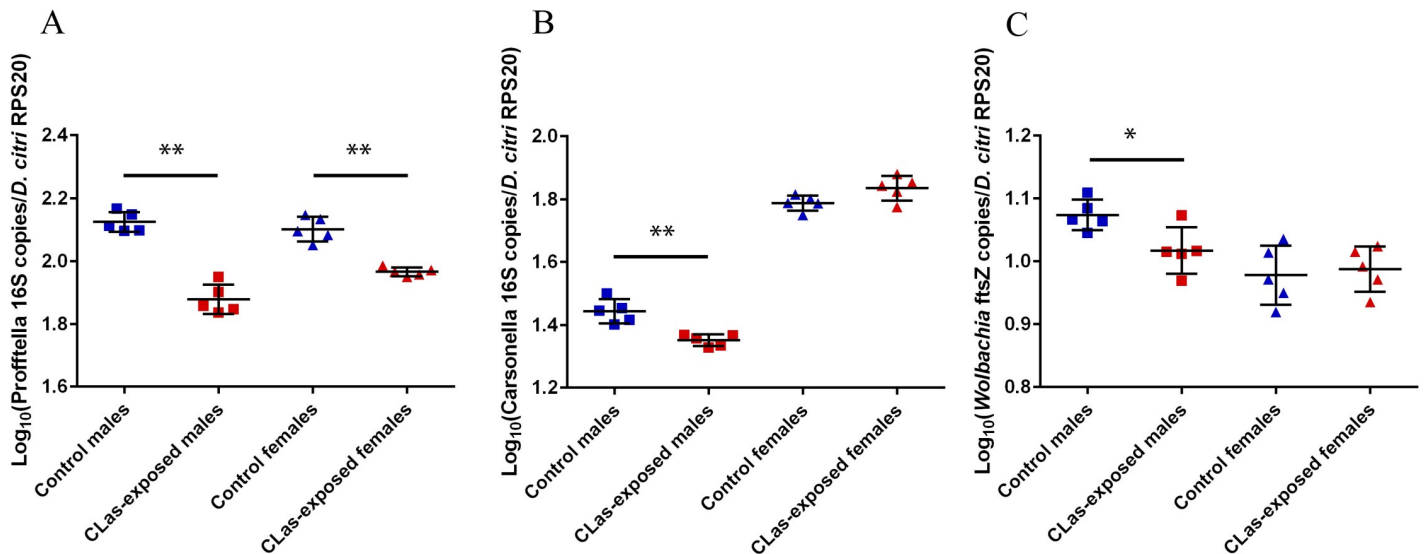 A
Log10(Profftella 16S copies/D. citri RPS20)
2.4
2.2
2.0
1.8
1.6
**
**
Control males
CLas-exposed males
Control females
CLas-exposed females
B
Log10(Carsonella 16S copies/D. citri RPS20)
2.0
1.8
1.6
1.4
1.2
**
Control males
CLas-exposed males
Control females
CLas-exposed females
C
Log10(Wolbachia ftsZ copies/D. citri RPS20)
1.2
1.1
1.0
0.9
0.8
*
Control males
CLas-exposed males
Control females
CLas-exposed females